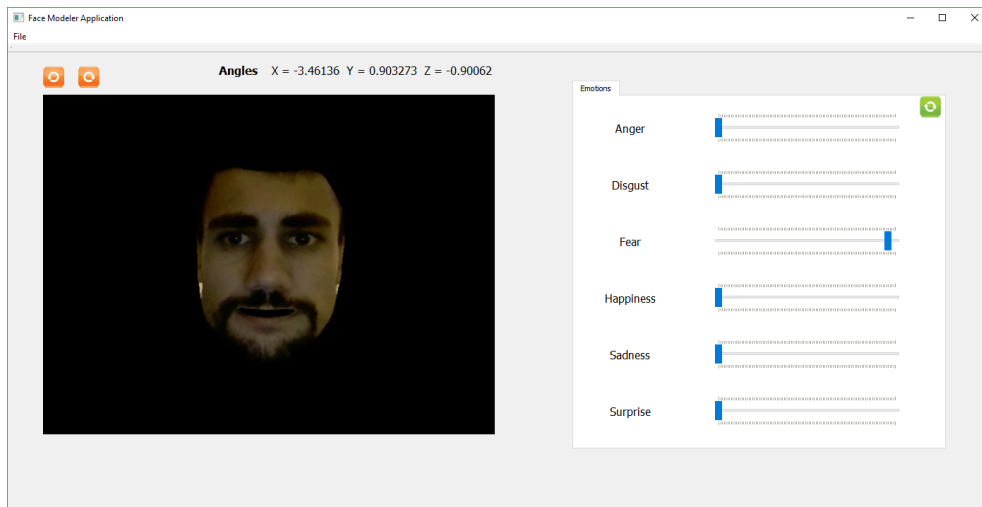 Face Modeler Application
File
Angles X = -3.46136 Y = 0.903273 Z = -0.90062
Emotions
Anger
Disgust
Fear
Happiness
Sadness
Surprise